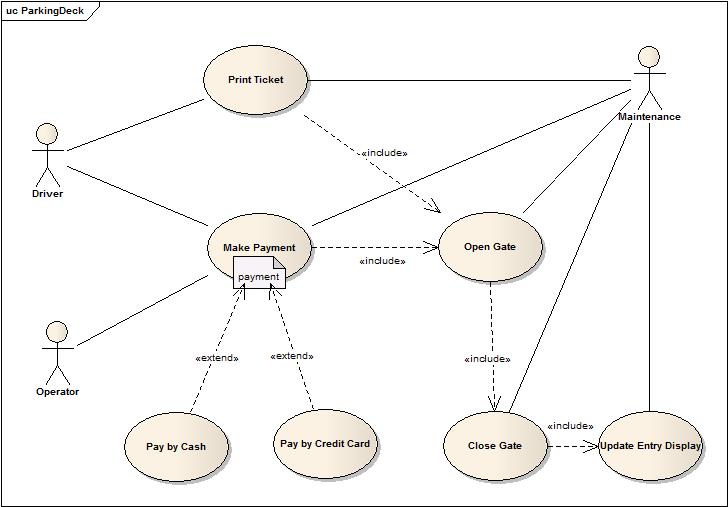 uc ParkingDeck
Print Ticket
Maintenance
«include»
Driver
Make Payment
Open Gate
«include»
payment
«extend»
«extend»
«include»
Operator
«include»
Pay by Cash
Pay by Credit Card
Close Gate
Update Entry Display